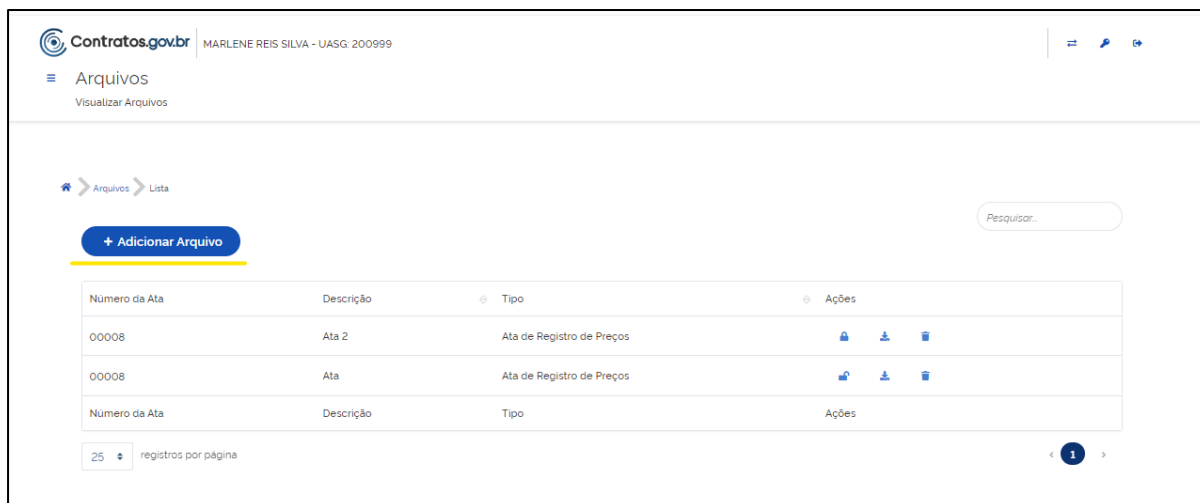 Contratos.gov.br MARLENE REIS SILVA - UASG: 200999
Arquivos
Visualizar Arquivos
Arquivos Lista
Pesquisar...
+ Adicionar Arquivo
Número da Ata Descrição Tipo Ações
00008 Ata 2 Ata de Registro de Preços
00008 Ata Ata de Registro de Preços
Número da Ata Descrição Tipo Ações
25 registros por página < 1 >